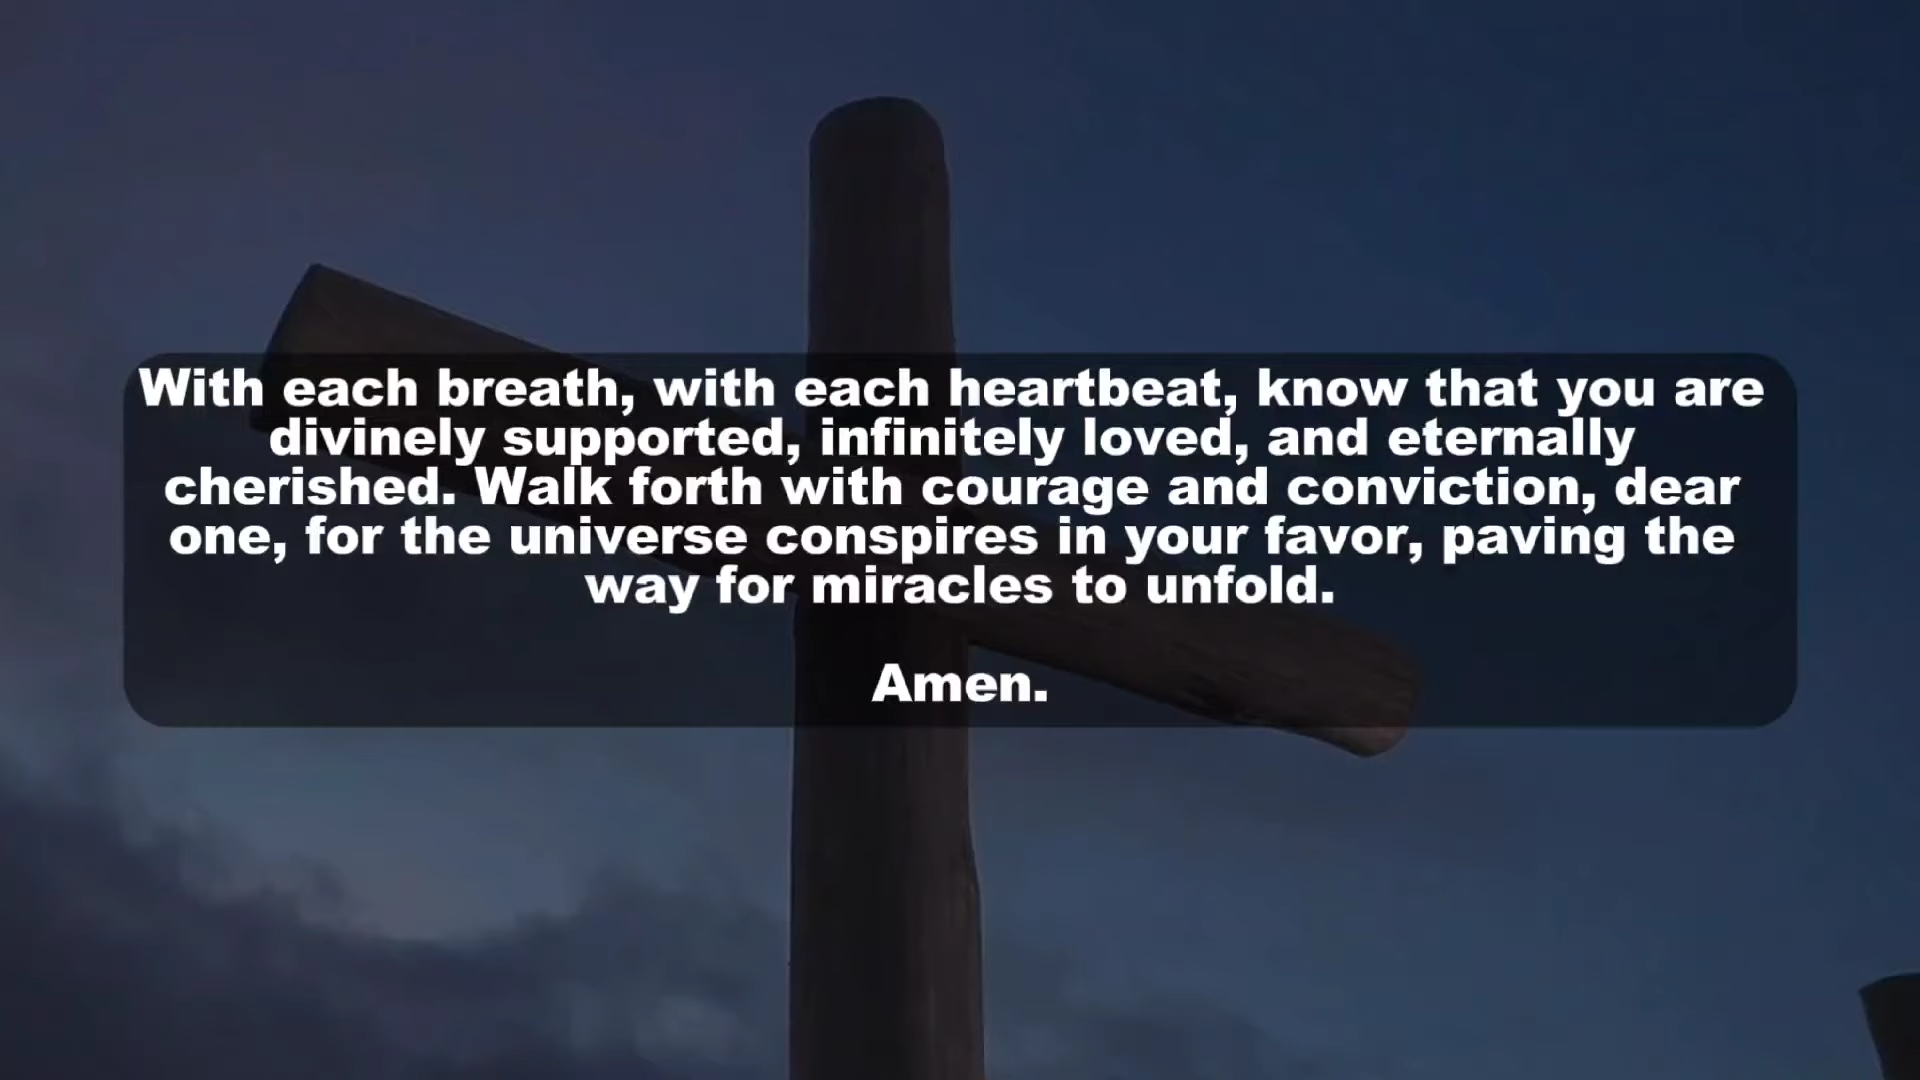 With each breath, with each heartbeat, know that you are
divinely supported, infinitely loved, and eternally
cherished. Walk forth with courage and conviction, dear
one, for the universe conspires in your favor, paving the
way for miracles to unfold.
Amen.